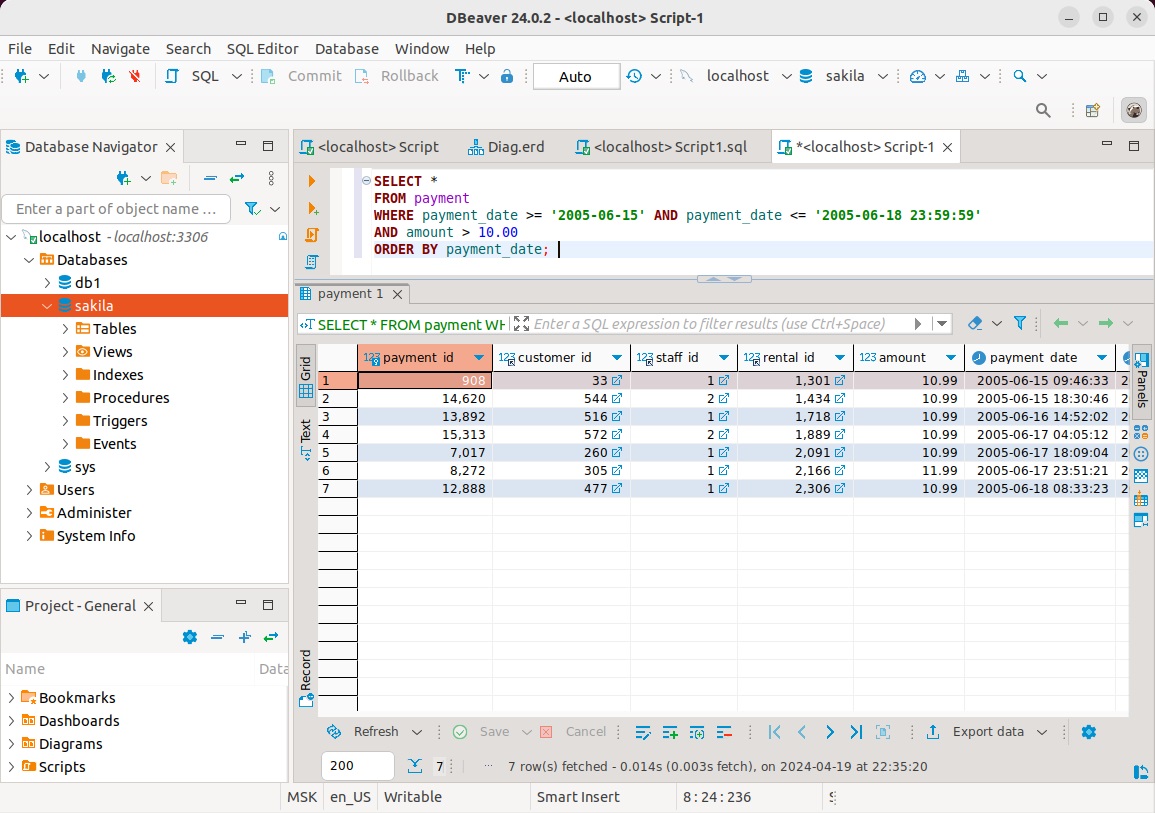 DBeaver 24.0.2 - <localhost> Script-1
File Edit Navigate Search SQL Editor Database Window Help
SQL Commit Rollback Auto localhost sakila
Database Navigator
<localhost> Script Diag.erd <localhost> Script1.sql *<localhost> Script-1
Enter a part of object name ...
localhost - localhost:3306
Databases
db1
sakila
Tables
Views
Indexes
Procedures
Triggers
Events
sys
Users
Administer
System Info
SELECT *
FROM payment
WHERE payment_date >= '2005-06-15' AND payment_date <= '2005-06-18 23:59:59'
AND amount > 10.00
ORDER BY payment_date;
payment 1
SELECT * FROM payment WH Enter a SQL expression to filter results (use Ctrl+Space)
Grid
Text
Record
Panels
123 payment_id 123 customer_id 123 staff_id 123 rental_id 123 amount payment_date
1 908 33 1 1,301 10.99 2005-06-15 09:46:33 2
2 14,620 544 2 1,434 10.99 2005-06-15 18:30:46 2
3 13,892 516 1 1,718 10.99 2005-06-16 14:52:02 2
4 15,313 572 2 1,889 10.99 2005-06-17 04:05:12 2
5 7,017 260 1 2,091 10.99 2005-06-17 18:09:04 2
6 8,272 305 1 2,166 11.99 2005-06-17 23:51:21 2
7 12,888 477 1 2,306 10.99 2005-06-18 08:33:23 2
Project - General
Name Data
Bookmarks
Dashboards
Diagrams
Scripts
Refresh Save Cancel Export data
200 7 7 row(s) fetched - 0.014s (0.003s fetch), on 2024-04-19 at 22:35:20
MSK en_US Writable Smart Insert 8:24:236